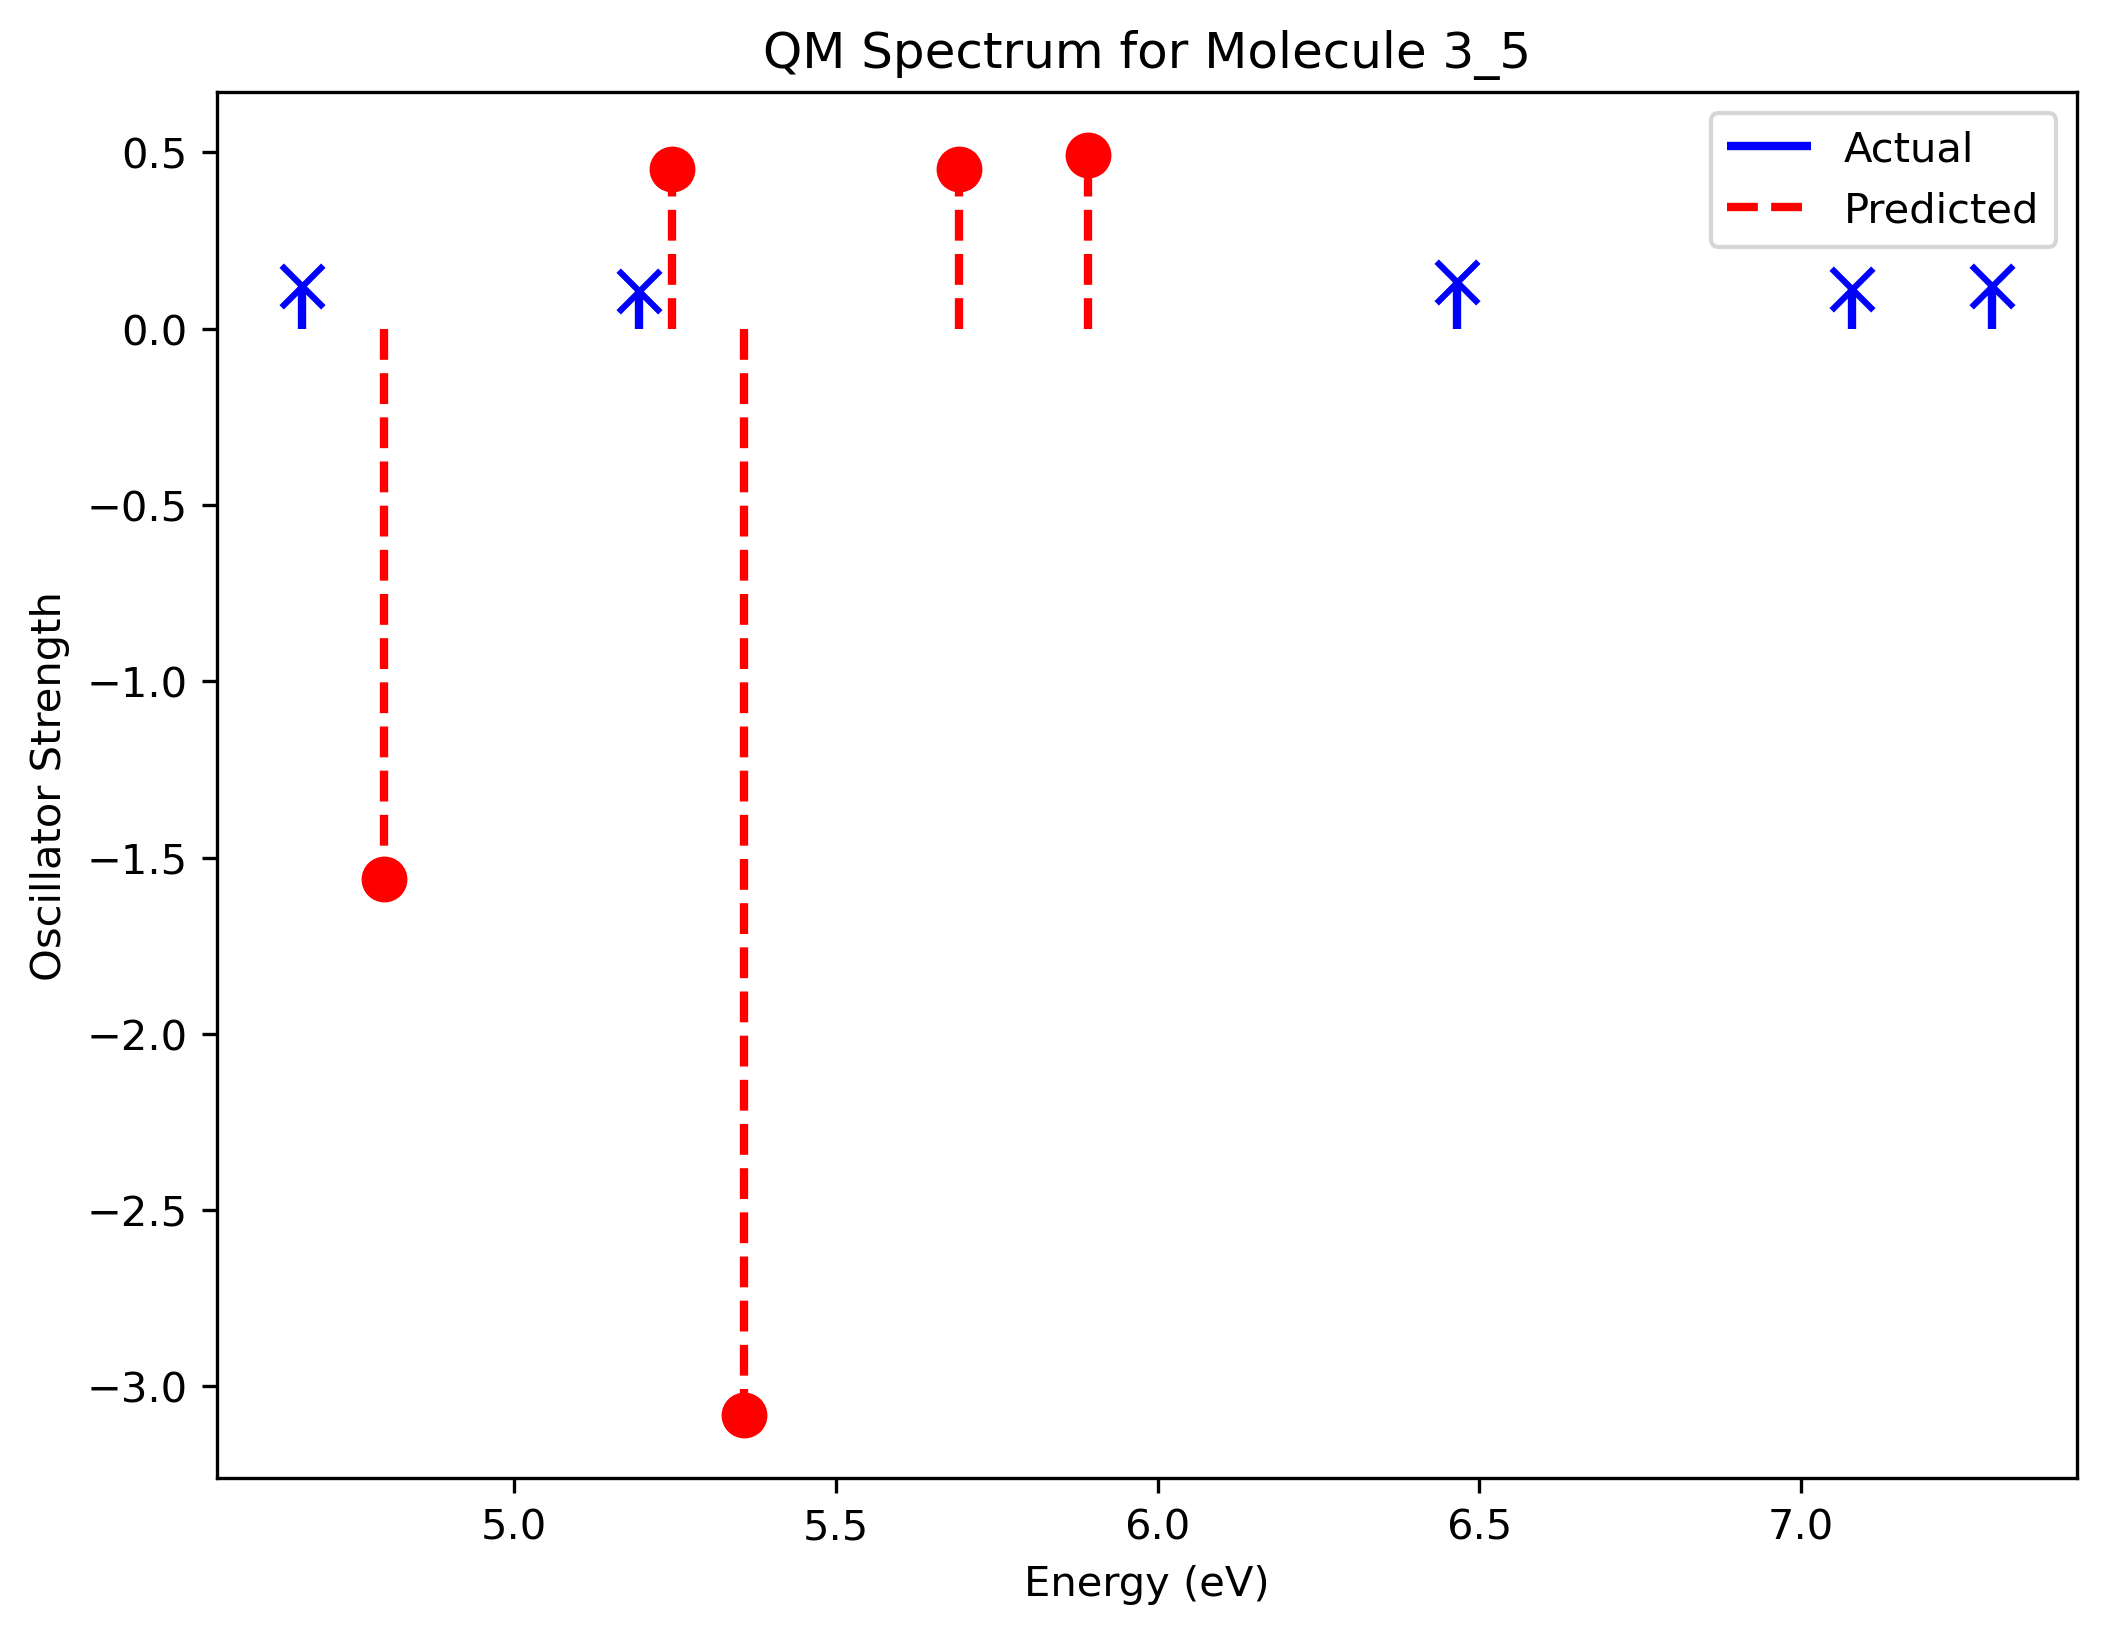 QM Spectrum for Molecule 3_5
Actual
Predicted
0.5
0.0
−0.5
−1.0
−1.5
−2.0
−2.5
−3.0
Oscillator Strength
5.0
5.5
6.0
6.5
7.0
Energy (eV)